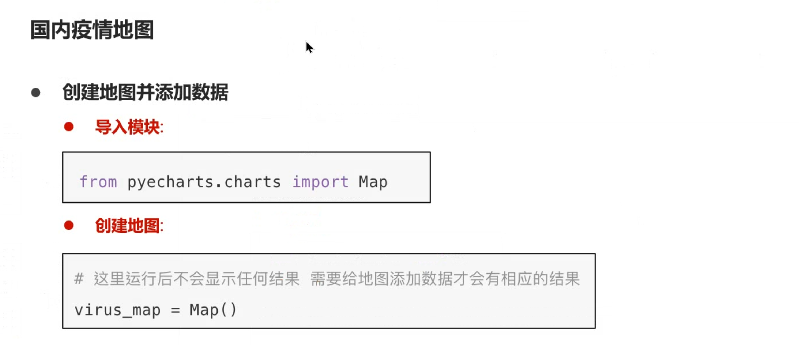 国内疫情地图
● 创建地图并添加数据
● 导入模块:
from pyecharts.charts import Map
● 创建地图:
# 这里运行后不会显示任何结果 需要给地图添加数据才会有相应的结果
virus_map = Map()